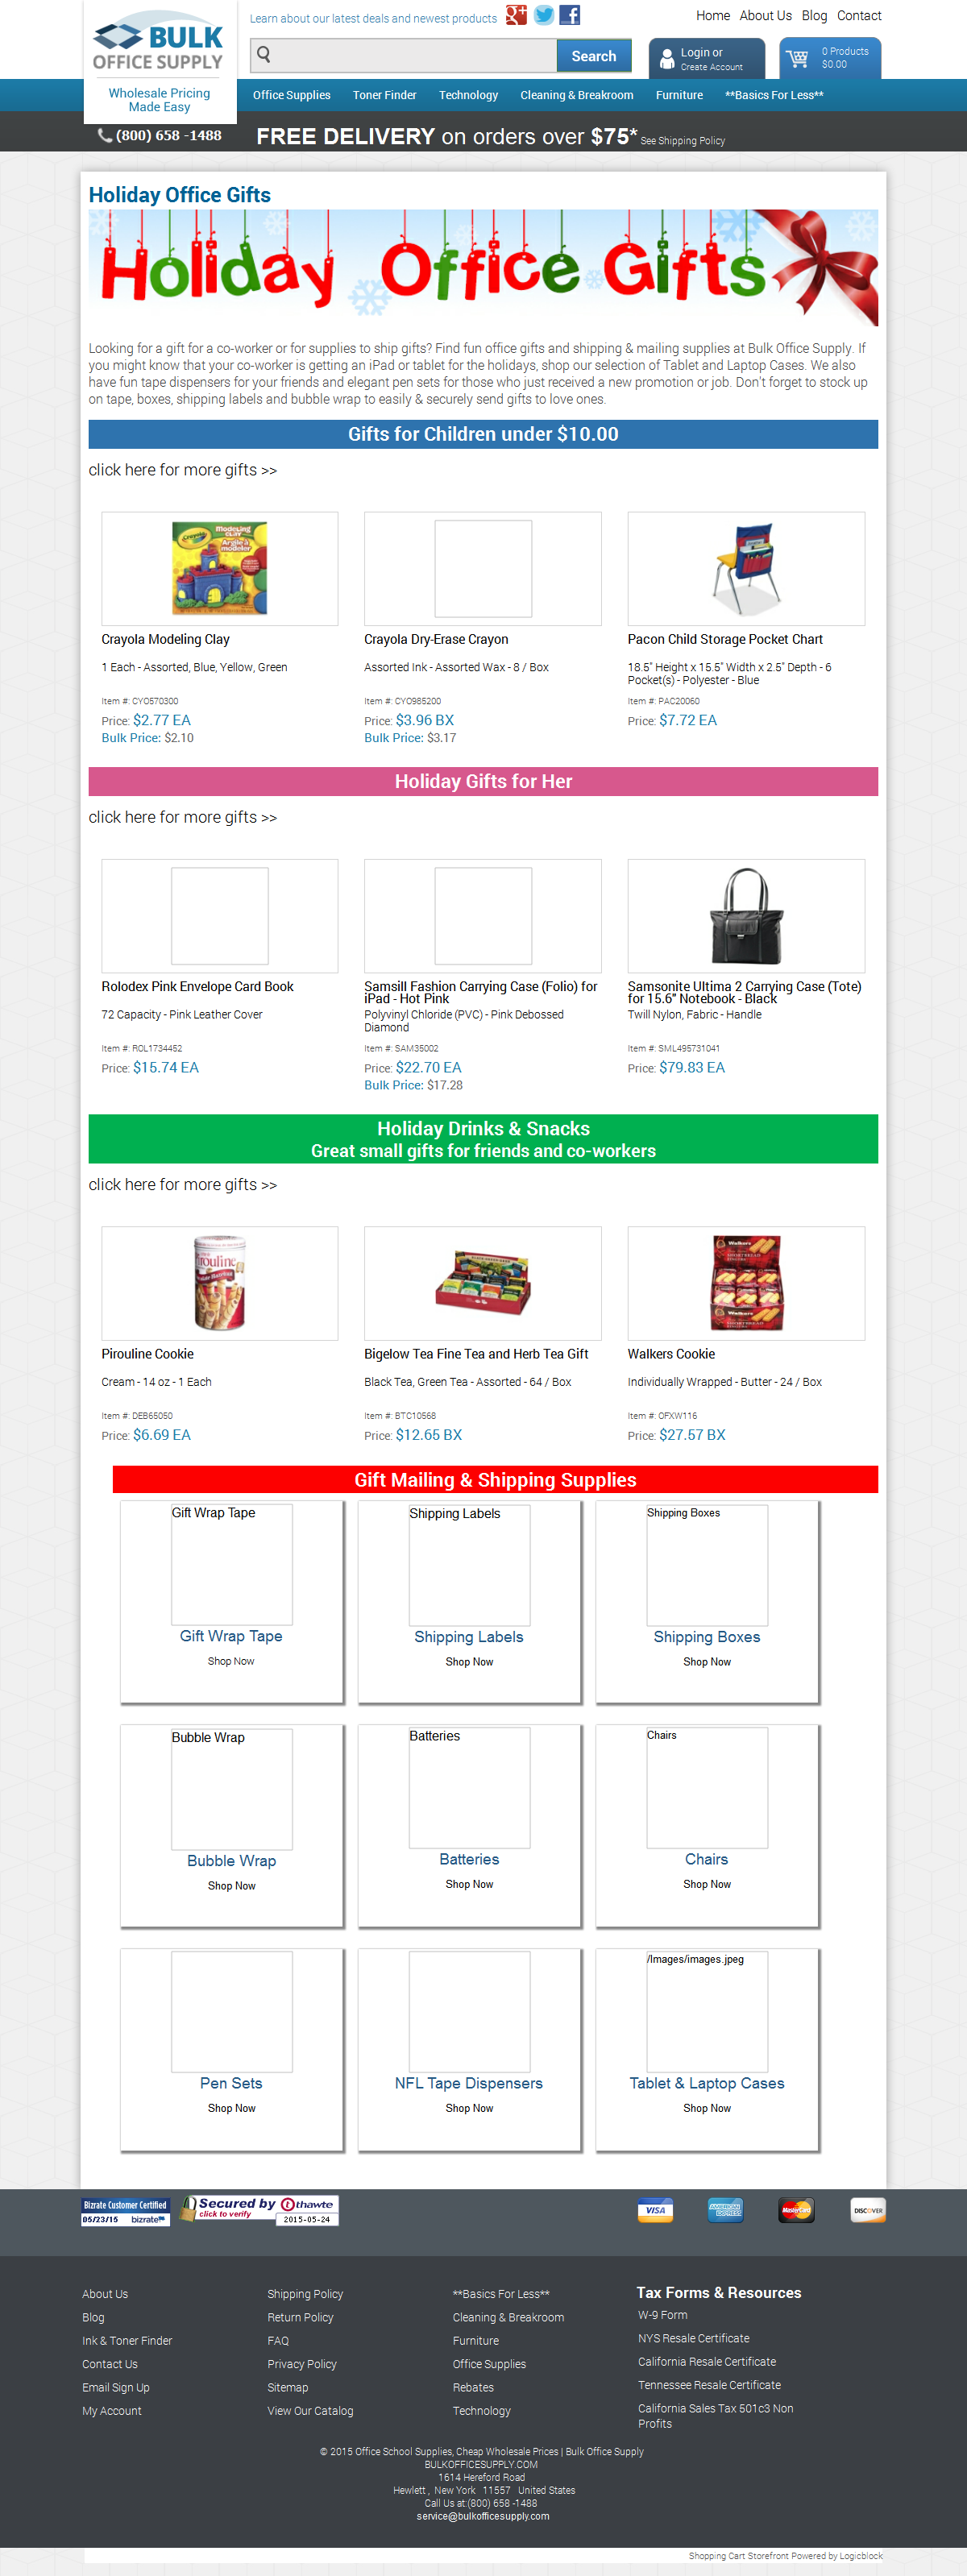 BULK
OFFICE SUPPLY
Wholesale Pricing
Made Easy
Learn about our latest deals and newest products
Home About Us Blog Contact
Search
Login or
Create Account
0 Products
$0.00
Office Supplies Toner Finder Technology Cleaning & Breakroom Furniture **Basics For Less**
(800) 658 -1488
FREE DELIVERY on orders over $75* See Shipping Policy
Holiday Office Gifts
Holiday Office Gifts
Looking for a gift for a co-worker or for supplies to ship gifts? Find fun office gifts and shipping & mailing supplies at Bulk Office Supply. If
you might know that your co-worker is getting an iPad or tablet for the holidays, shop our selection of Tablet and Laptop Cases. We also
have fun tape dispensers for your friends and elegant pen sets for those who just received a new promotion or job. Don't forget to stock up
on tape, boxes, shipping labels and bubble wrap to easily & securely send gifts to love ones.
Gifts for Children under $10.00
click here for more gifts >>
Crayola Modeling Clay
1 Each - Assorted, Blue, Yellow, Green
Item #: CYO570300
Price: $2.77 EA
Bulk Price: $2.10
Crayola Dry-Erase Crayon
Assorted Ink - Assorted Wax - 8 / Box
Item #: CYO985200
Price: $3.96 BX
Bulk Price: $3.17
Pacon Child Storage Pocket Chart
18.5" Height x 15.5" Width x 2.5" Depth - 6
Pocket(s) - Polyester - Blue
Item #: PAC20060
Price: $7.72 EA
Holiday Gifts for Her
click here for more gifts >>
Rolodex Pink Envelope Card Book
72 Capacity - Pink Leather Cover
Item #: ROL1734452
Price: $15.74 EA
Samsill Fashion Carrying Case (Folio) for
iPad - Hot Pink
Polyvinyl Chloride (PVC) - Pink Debossed
Diamond
Item #: SAM35002
Price: $22.70 EA
Bulk Price: $17.28
Samsonite Ultima 2 Carrying Case (Tote)
for 15.6" Notebook - Black
Twill Nylon, Fabric - Handle
Item #: SML495731041
Price: $79.83 EA
Holiday Drinks & Snacks
Great small gifts for friends and co-workers
click here for more gifts >>
Pirouline Cookie
Cream - 14 oz - 1 Each
Item #: DEB65050
Price: $6.69 EA
Bigelow Tea Fine Tea and Herb Tea Gift
Black Tea, Green Tea - Assorted - 64 / Box
Item #: BTC10568
Price: $12.65 BX
Walkers Cookie
Individually Wrapped - Butter - 24 / Box
Item #: OFXW116
Price: $27.57 BX
Gift Mailing & Shipping Supplies
Gift Wrap Tape
Gift Wrap Tape
Shop Now
Shipping Labels
Shipping Labels
Shop Now
Shipping Boxes
Shipping Boxes
Shop Now
Bubble Wrap
Bubble Wrap
Shop Now
Batteries
Batteries
Shop Now
Chairs
Chairs
Shop Now
Pen Sets
Shop Now
NFL Tape Dispensers
Shop Now
/Images/images.jpeg
Tablet & Laptop Cases
Shop Now
Bizrate Customer Certified
05/23/15 bizrate
Secured by thawte
click to verify
2015-05-24
VISA
AMERICAN EXPRESS
MasterCard
DISCOVER
About Us
Blog
Ink & Toner Finder
Contact Us
Email Sign Up
My Account
Shipping Policy
Return Policy
FAQ
Privacy Policy
Sitemap
View Our Catalog
**Basics For Less**
Cleaning & Breakroom
Furniture
Office Supplies
Rebates
Technology
Tax Forms & Resources
W-9 Form
NYS Resale Certificate
California Resale Certificate
Tennessee Resale Certificate
California Sales Tax 501c3 Non
Profits
© 2015 Office School Supplies, Cheap Wholesale Prices | Bulk Office Supply
BULKOFFICESUPPLY.COM
1614 Hereford Road
Hewlett , New York 11557 United States
Call Us at:(800) 658 -1488
service@bulkofficesupply.com
Shopping Cart Storefront Powered by Logicblock